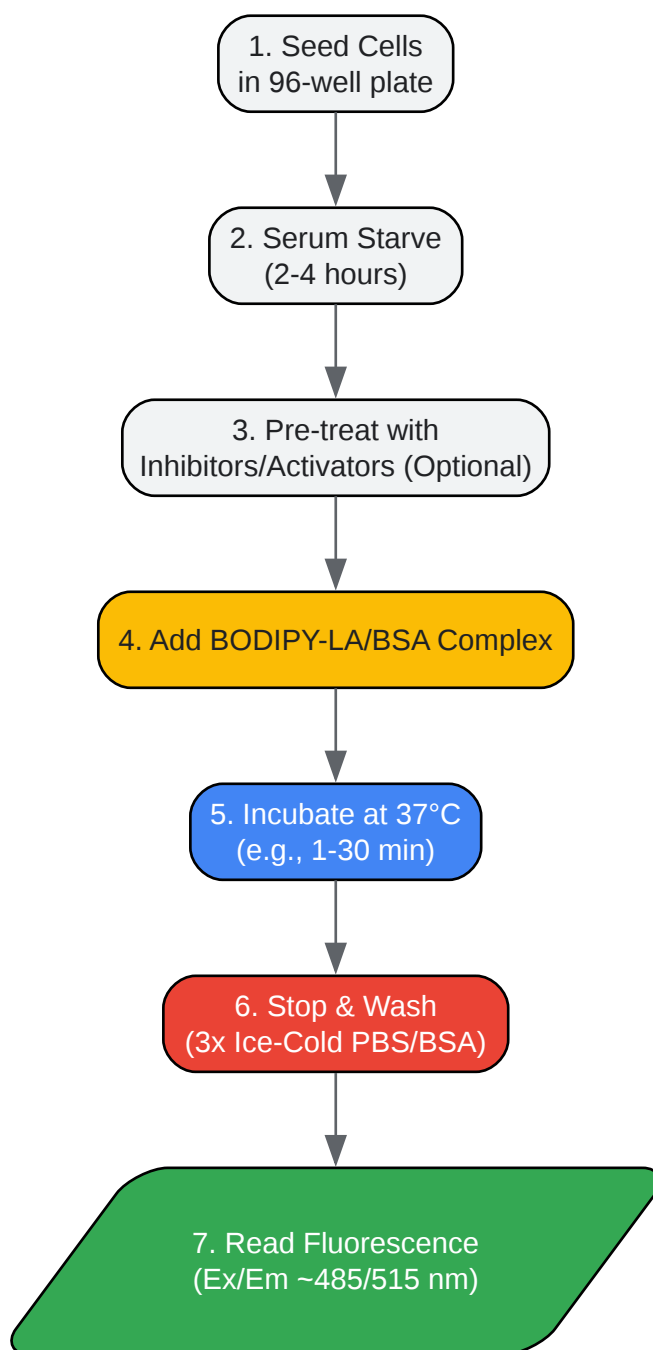 1. Seed Cells
in 96-well plate
2. Serum Starve
(2-4 hours)
3. Pre-treat with
Inhibitors/Activators (Optional)
4. Add BODIPY-LA/BSA Complex
5. Incubate at 37°C
(e.g., 1-30 min)
6. Stop & Wash
(3x Ice-Cold PBS/BSA)
7. Read Fluorescence
(Ex/Em ~485/515 nm)